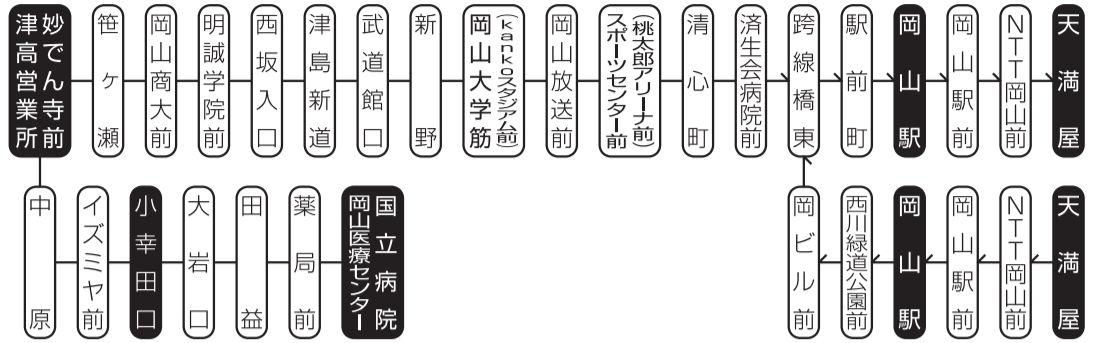 妙でん寺前
津高営業所
笹ヶ瀬
岡山商大前
明誠学院前
西坂入口
津島新道
武道館口
新野
岡山大学筋
(kankoスタジアム前)
岡山放送前
スポーツセンター前
(桃太郎アリーナ前)
清心町
済生会病院前
跨線橋東
駅前町
岡山駅
岡山駅前
NTT岡山前
天満屋
中原
イズミヤ前
小幸田口
大岩口
田益
薬局前
国立病院
岡山医療センター
岡ビル前
西川緑道公園前
岡山駅
岡山駅前
NTT岡山前
天満屋